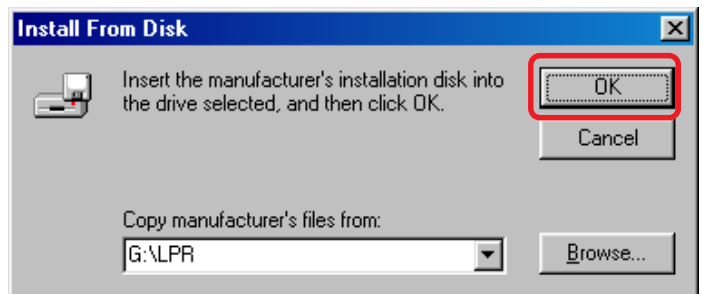 Install From Disk
Insert the manufacturer's installation disk into
the drive selected, and then click OK.
OK
Cancel
Copy manufacturer's files from:
G:\LPR
Browse...